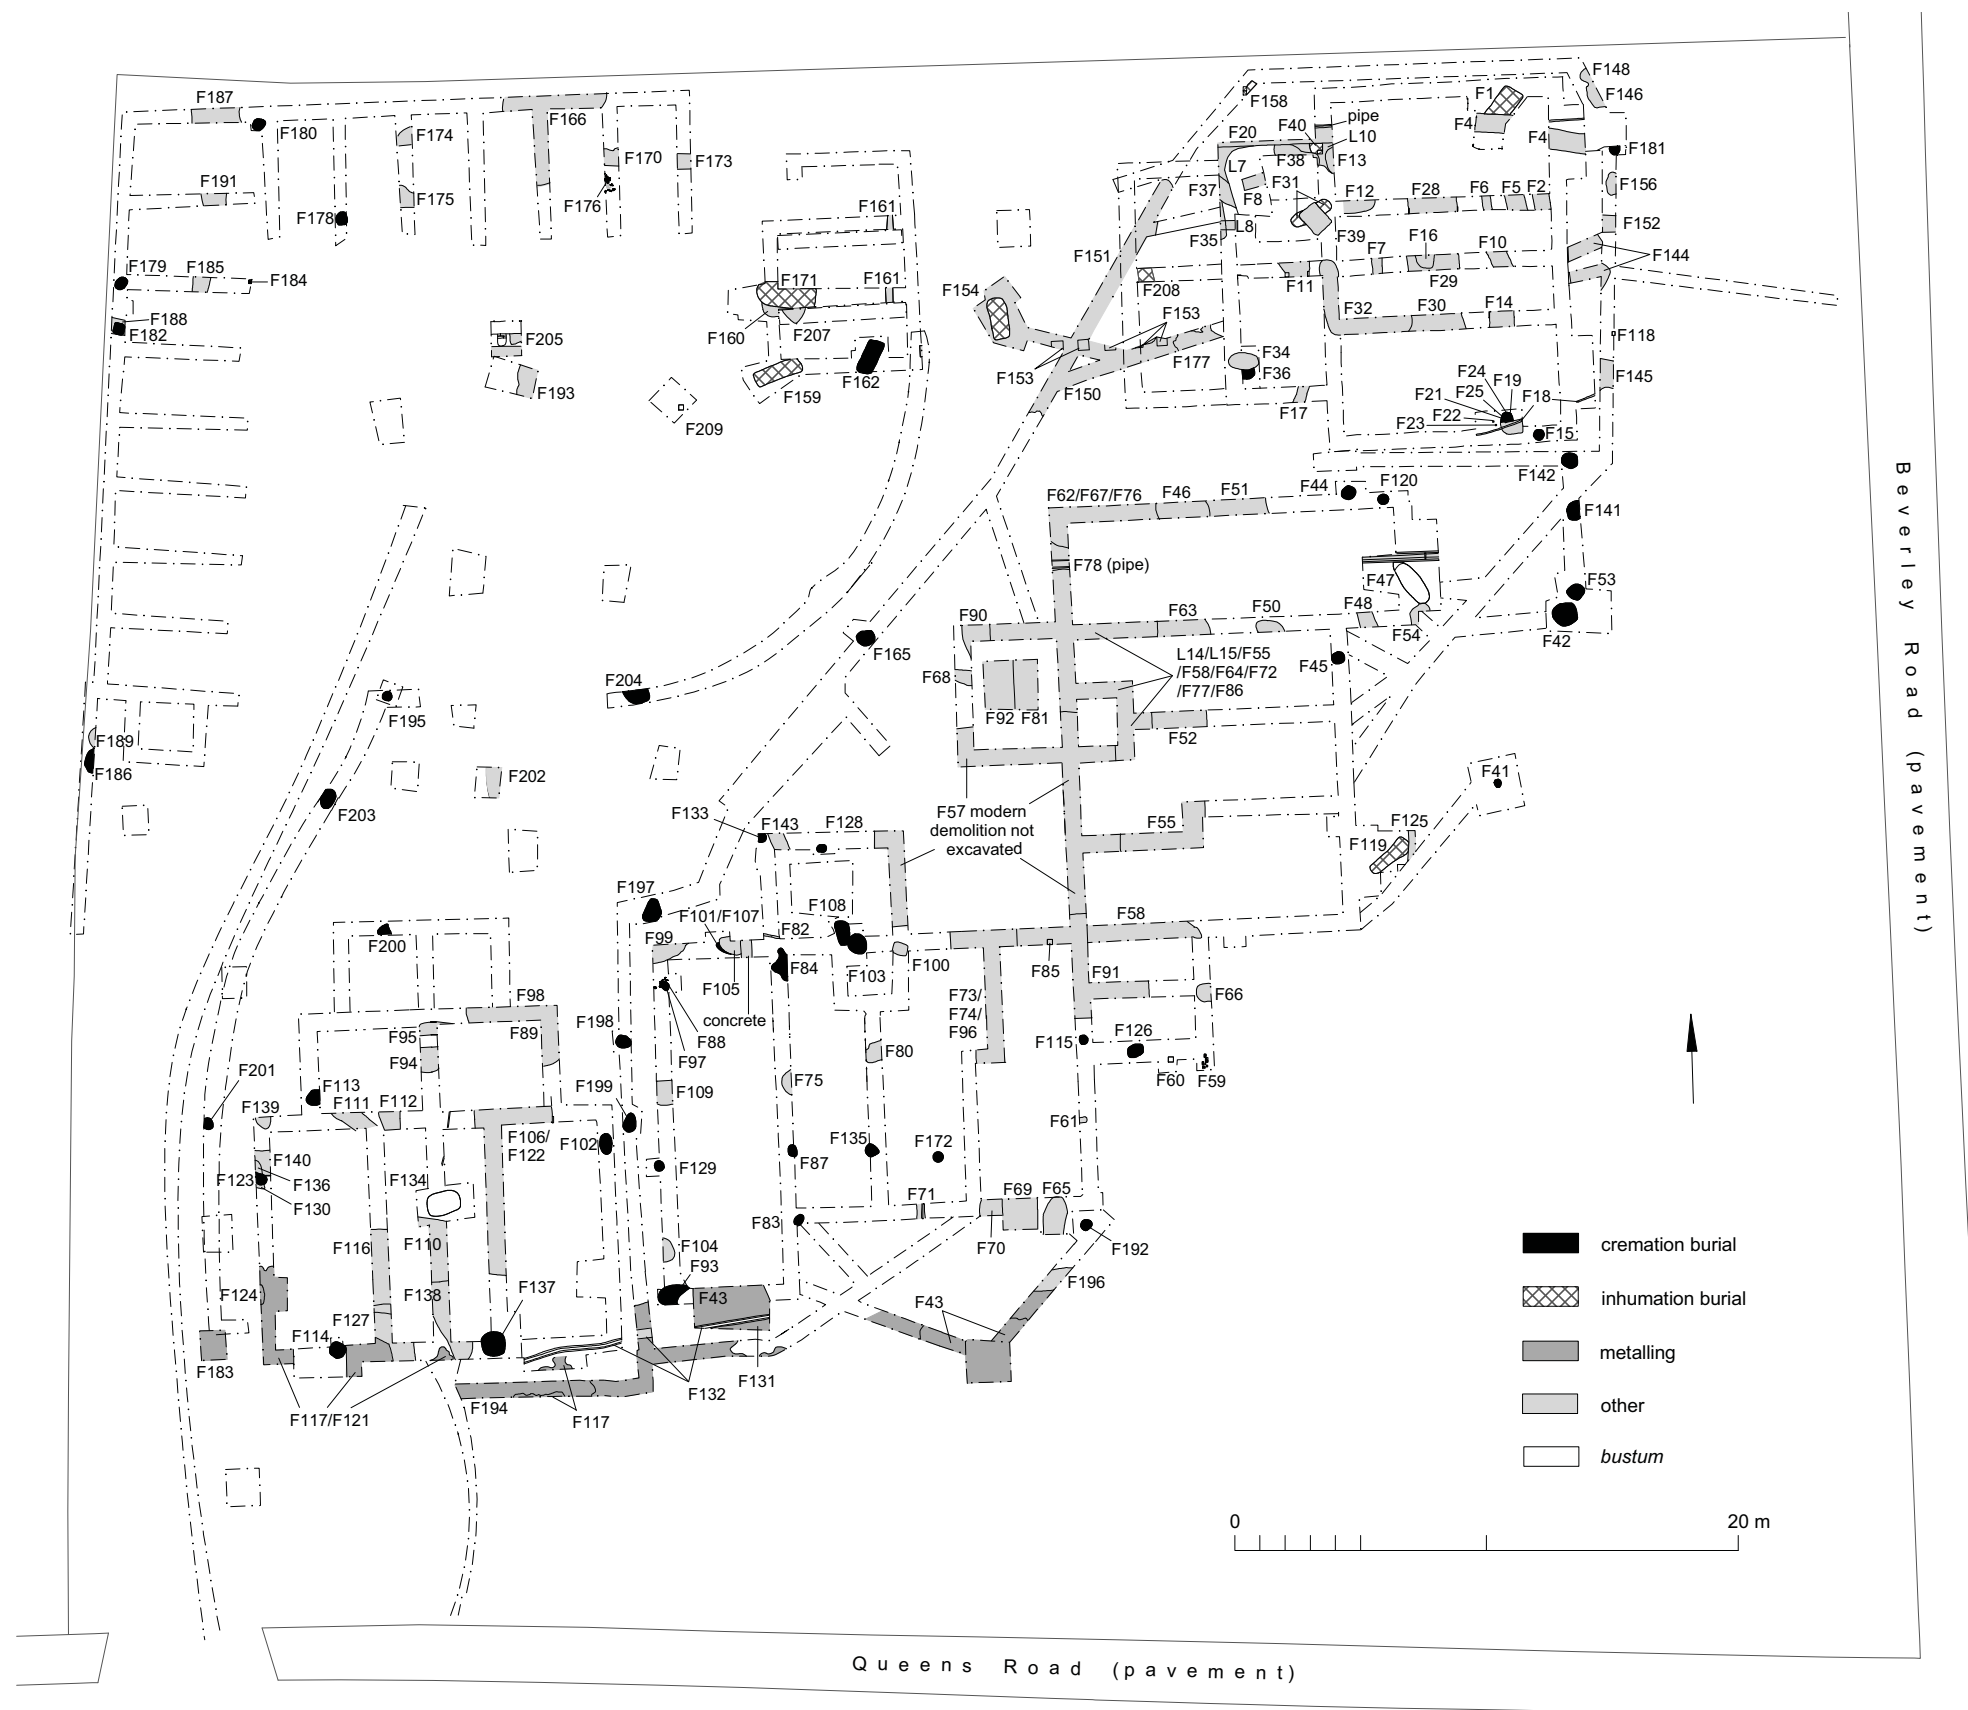 F187
F180
F174
F166
F170
F173
F176
F191
F175
F178
F179
F185
F184
F188
F182
F205
F193
F209
F161
F171
F161
F160
F207
F159
F162
F154
F151
F153
F153
F150
F177
F208
F158
F20
F40
pipe
L10
F38
F13
L7
F37
F8
F31
F35
L8
F39
F12
F28
F6
F5
F2
F1
F4
F4
F148
F146
F181
F156
F152
F144
F7
F16
F10
F29
F11
F32
F30
F14
F118
F145
F34
F36
F17
F24
F19
F25
F21
F18
F22
F23
F15
F142
F44
F120
F141
F62/F67/F76
F46
F51
F78 (pipe)
F47
F53
F42
F90
F63
F50
F48
F54
F45
L14/L15/F55
/F58/F64/F72
/F77/F86
F68
F92
F81
F52
F165
F204
F195
F189
F186
F203
F202
F41
F133
F143
F128
F57 modern
demolition not
excavated
F55
F125
F119
F197
F101/F107
F108
F82
F99
F84
F103
F100
F58
F85
F91
F66
F105
concrete
F88
F97
F73/
F74/
F96
F200
F98
F89
F95
F94
F198
F115
F126
F60
F59
F80
F75
F109
F61
F201
F113
F111
F112
F139
F199
F106/
F122
F102
F129
F87
F135
F172
F140
F136
F123
F130
F134
F71
F69
F65
F70
F83
F192
F196
F116
F110
F104
F93
F43
F43
F124
F138
F137
F127
F114
F183
F131
F132
F194
F117
F117/F121
cremation burial
inhumation burial
metalling
other
bustum
0
20 m
Beverley Road (pavement)
Queens Road (pavement)